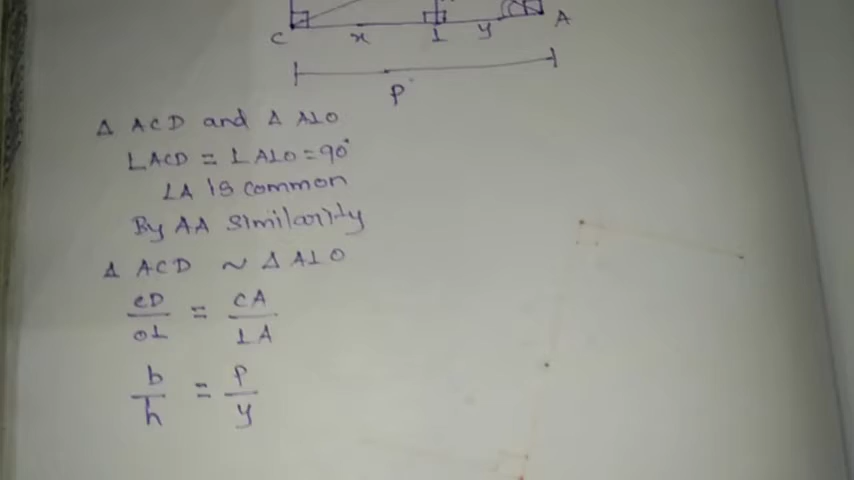 C x L y A
P
Δ ACD and Δ ALO
∠ACD = ∠ALO = 90°
∠A is common
By AA Similarity
Δ ACD ~ Δ ALO
CD/OL = CA/LA
b/h = P/y